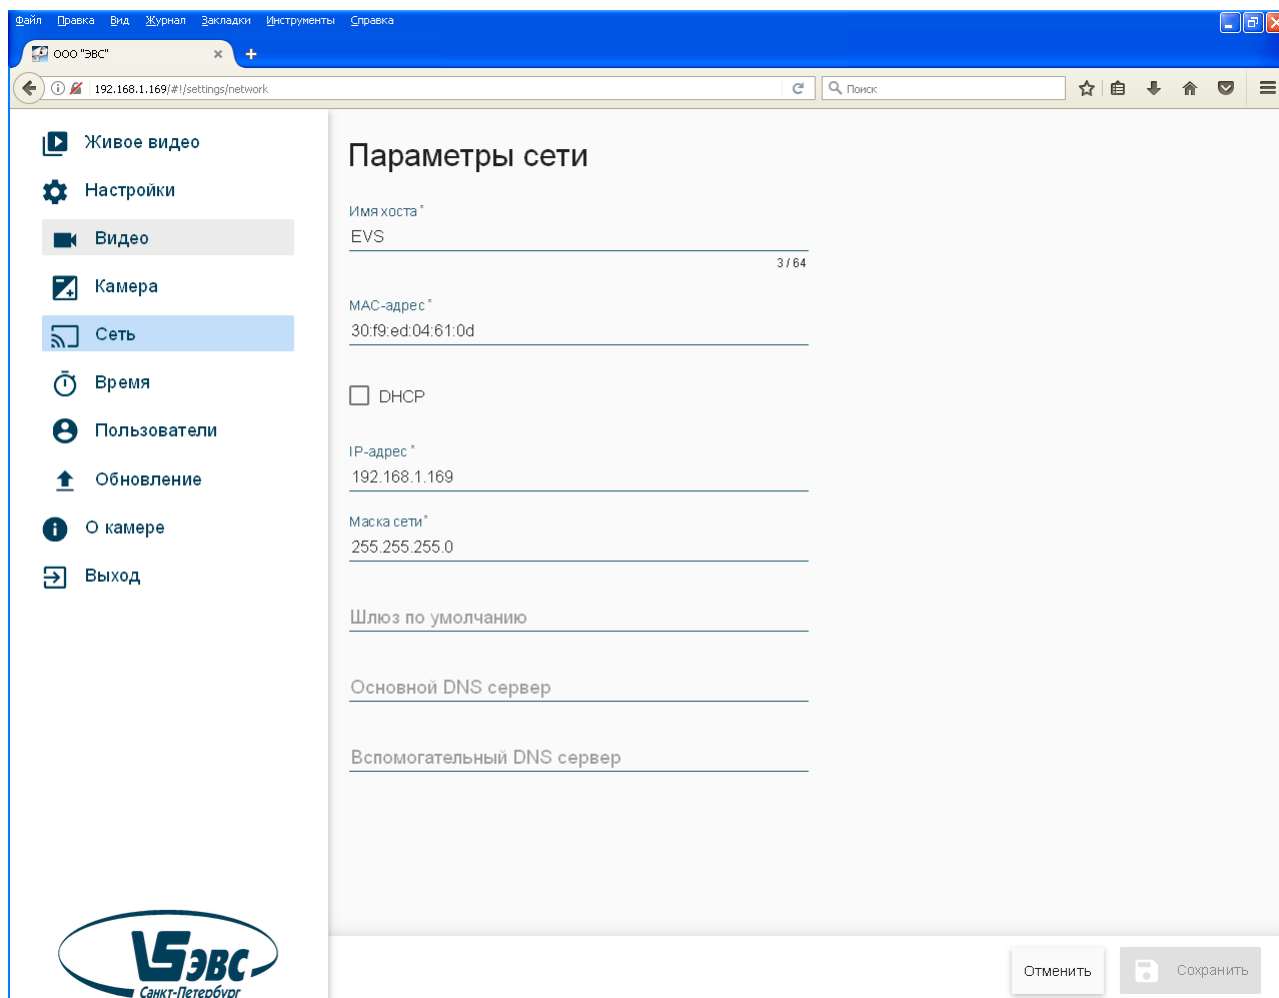 Файл Правка Вид Журнал Закладки Инструменты Справка
ООО "ЭВС"
192.168.1.169/#!/settings/network
Поиск
Живое видео
Настройки
Видео
Камера
Сеть
Время
Пользователи
Обновление
О камере
Выход
Параметры сети
Имя хоста *
EVS
3 / 64
MAC-адрес *
30:f9:ed:04:61:0d
DHCP
IP-адрес *
192.168.1.169
Маска сети *
255.255.255.0
Шлюз по умолчанию
Основной DNS сервер
Вспомогательный DNS сервер
ЭВС
Санкт-Петербург
Отменить
Сохранить